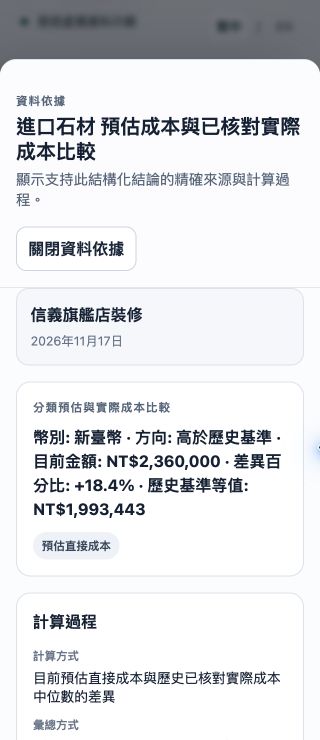 資料依據
進口石材 預估成本與已核對實際
成本比較
顯示支持此結構化結論的精確來源與計算過
程。
關閉資料依據
信義旗艦店裝修
2026年11月17日
分類預估與實際成本比較
幣別: 新臺幣 · 方向: 高於歷史基準 ·
目前金額: NT$2,360,000 · 差異百
分比: +18.4% · 歷史基準等值:
NT$1,993,443
預估直接成本
計算過程
計算方式
目前預估直接成本與歷史已核對實際成本
中位數的差異
彙總方式